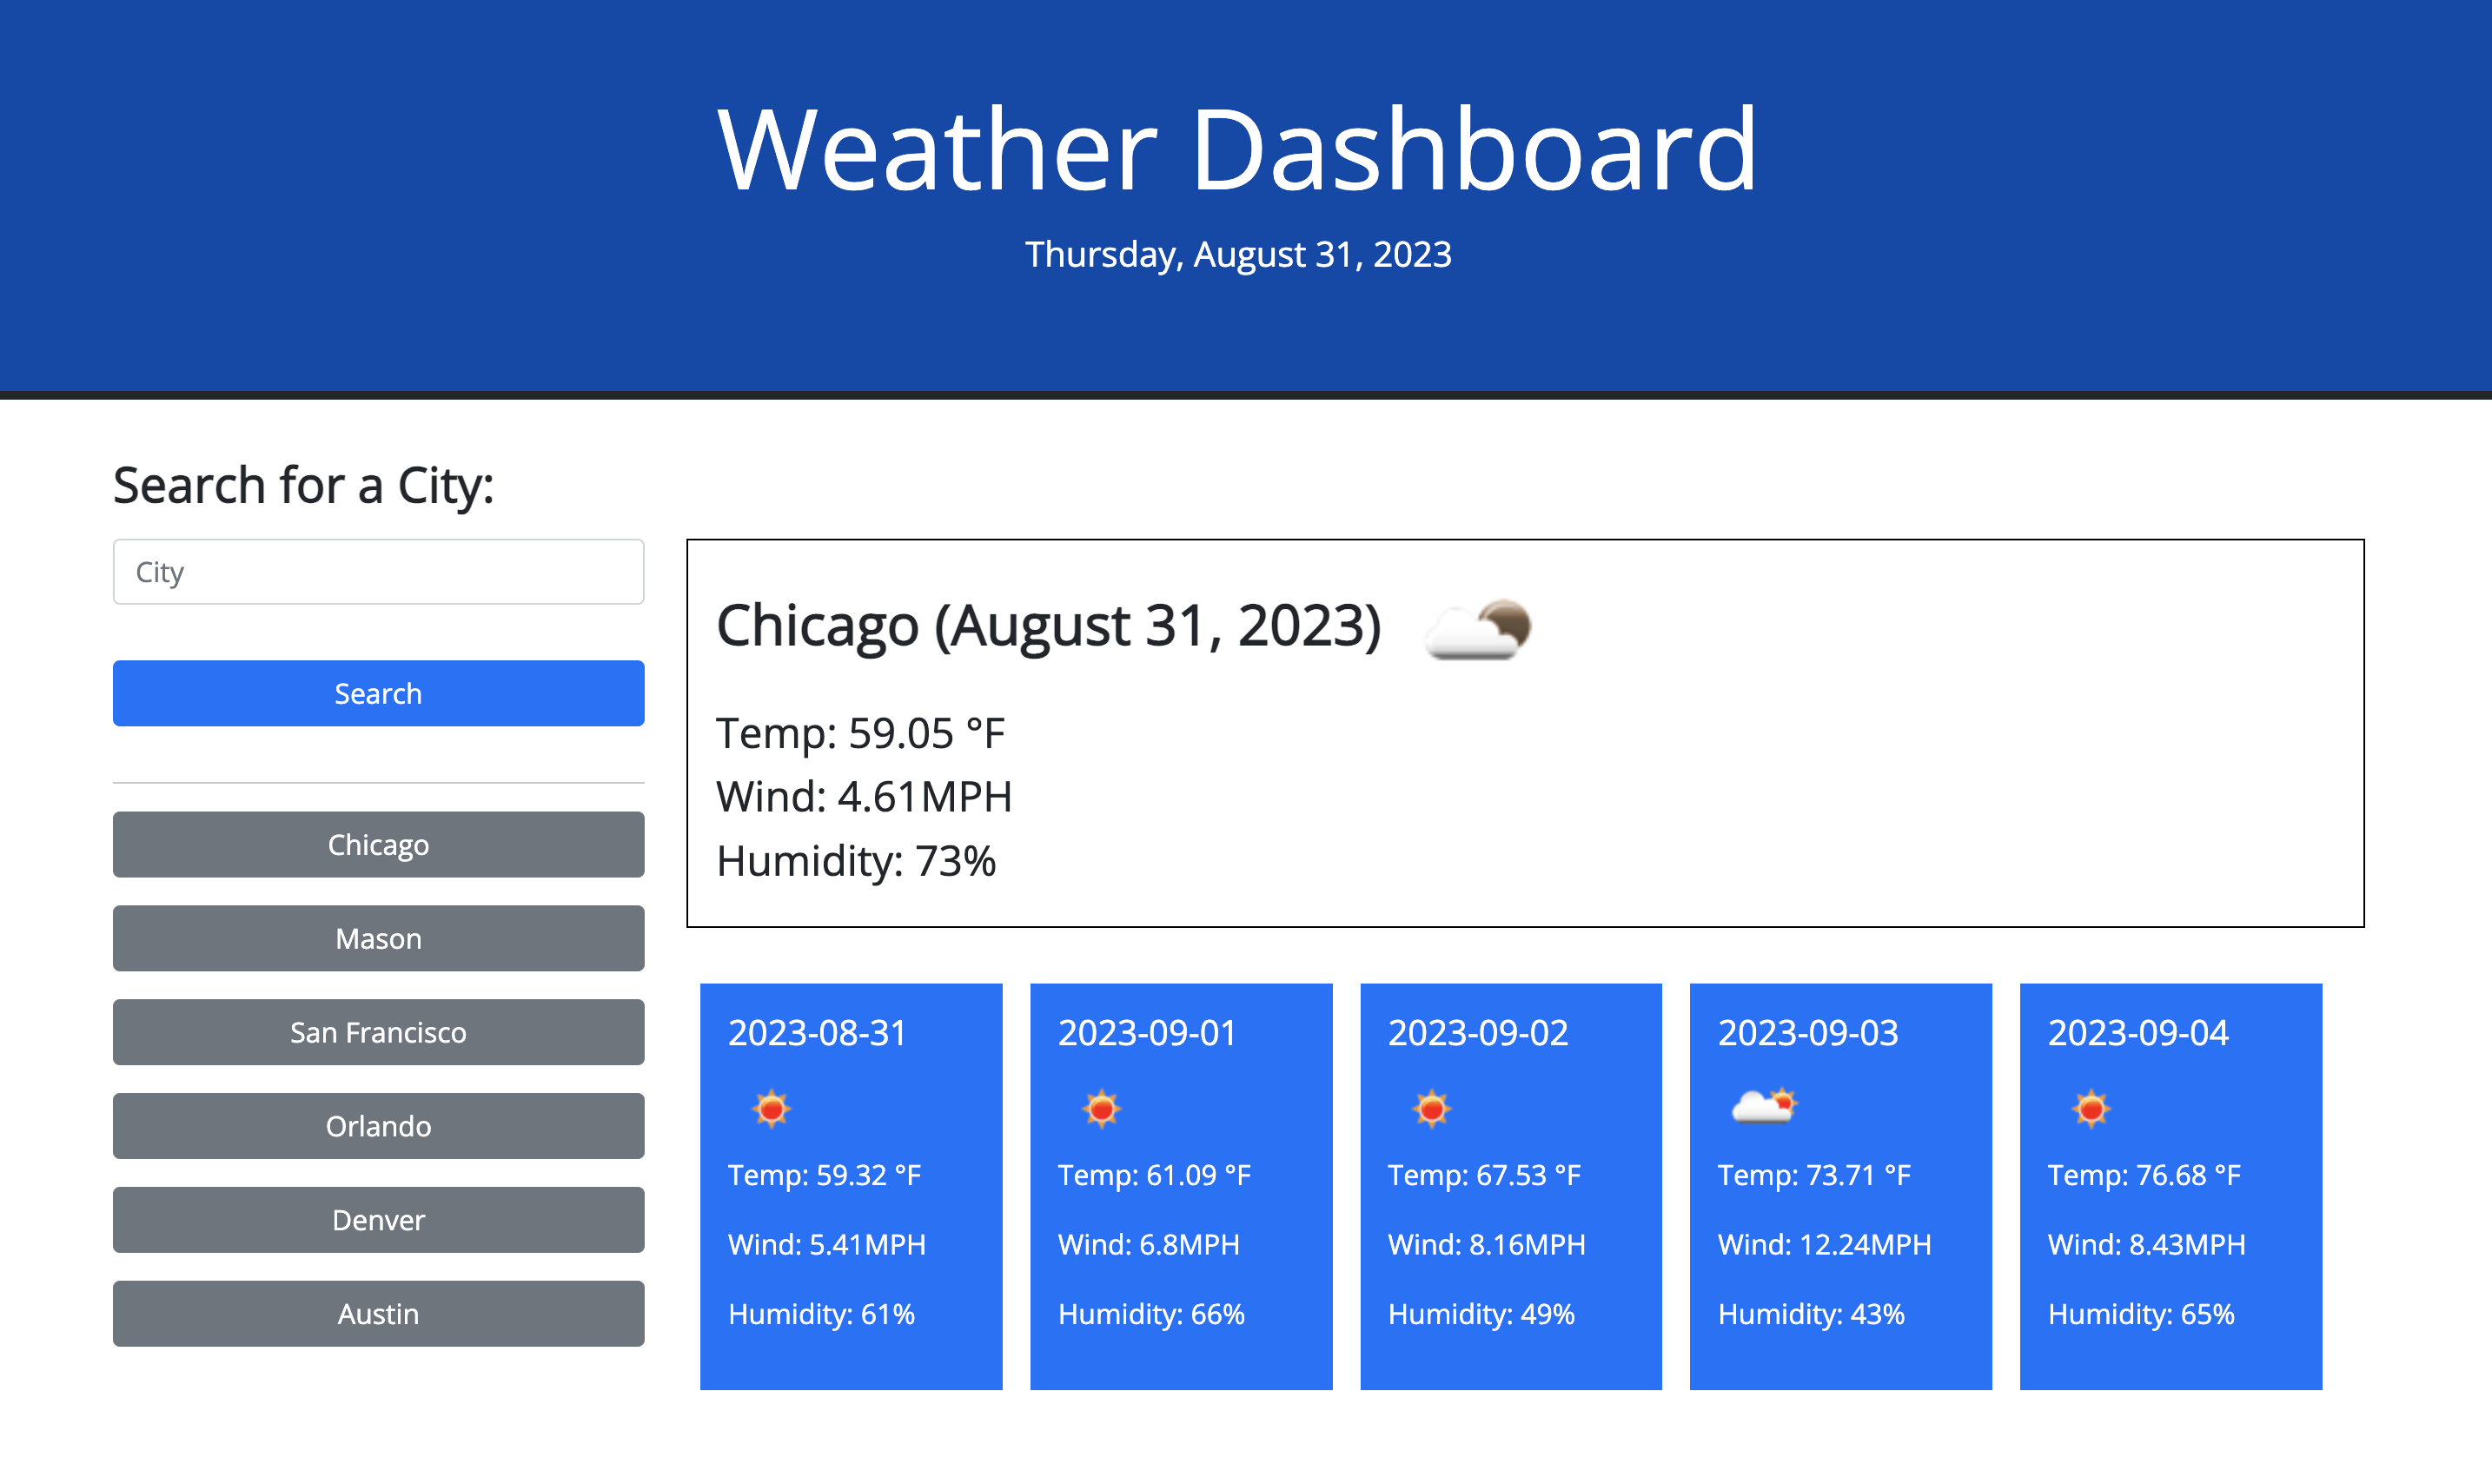 Weather Dashboard
Thursday, August 31, 2023
Search for a City:
City
Search
Chicago
Mason
San Francisco
Orlando
Denver
Austin
Chicago (August 31, 2023)
Temp: 59.05 °F
Wind: 4.61MPH
Humidity: 73%
2023-08-31
Temp: 59.32 °F
Wind: 5.41MPH
Humidity: 61%
2023-09-01
Temp: 61.09 °F
Wind: 6.8MPH
Humidity: 66%
2023-09-02
Temp: 67.53 °F
Wind: 8.16MPH
Humidity: 49%
2023-09-03
Temp: 73.71 °F
Wind: 12.24MPH
Humidity: 43%
2023-09-04
Temp: 76.68 °F
Wind: 8.43MPH
Humidity: 65%